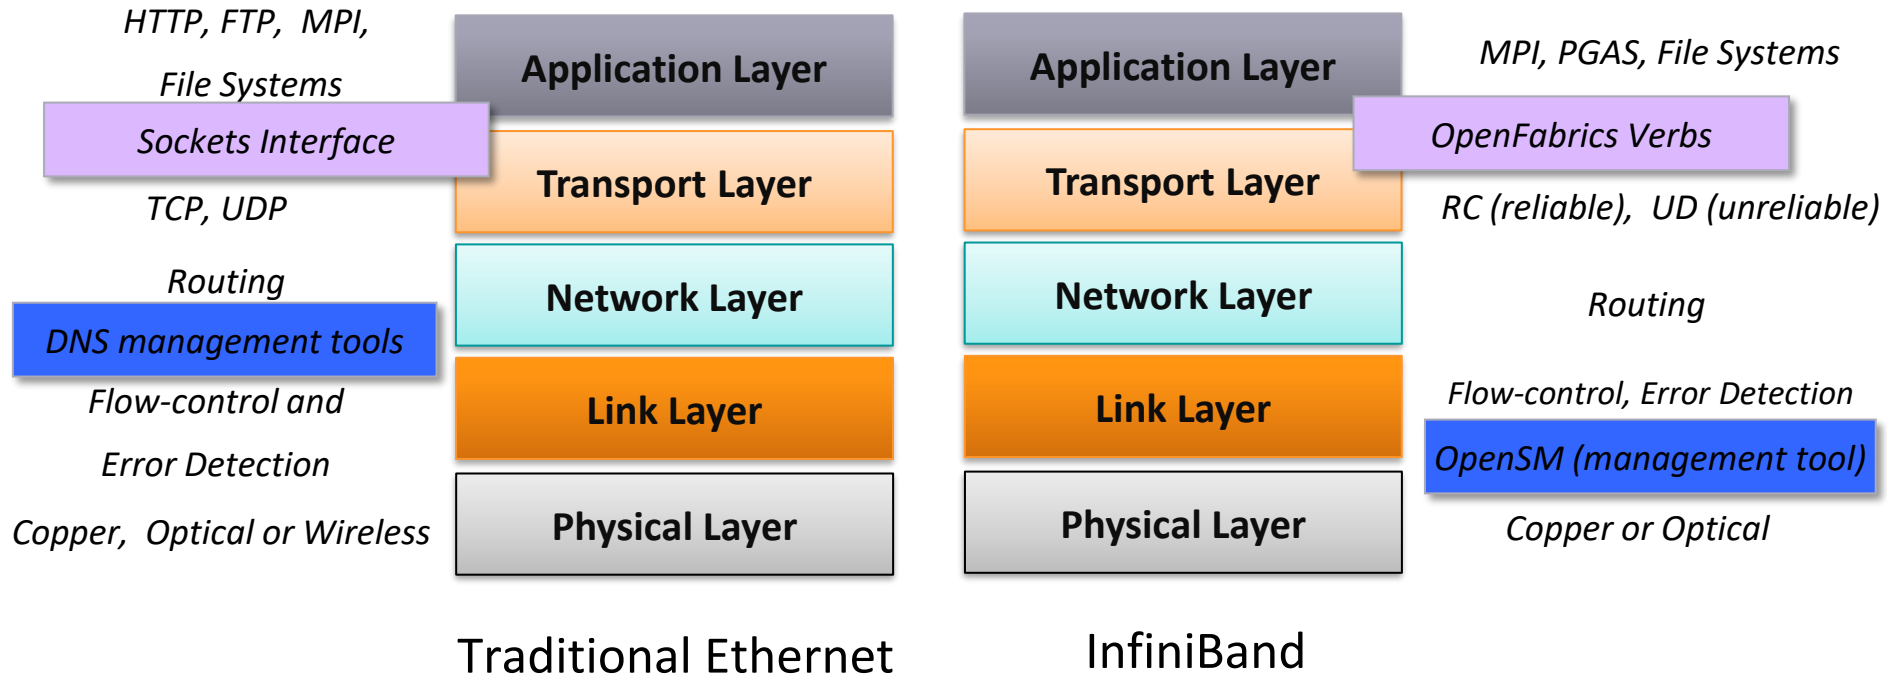 HTTP, FTP, MPI,
File Systems
Sockets Interface
TCP, UDP
Routing
DNS management tools
Flow-control and
Error Detection
Copper, Optical or Wireless
Application Layer
Transport Layer
Network Layer
Link Layer
Physical Layer
Traditional Ethernet
Application Layer
Transport Layer
Network Layer
Link Layer
Physical Layer
InfiniBand
MPI, PGAS, File Systems
OpenFabrics Verbs
RC (reliable), UD (unreliable)
Routing
Flow-control, Error Detection
OpenSM (management tool)
Copper or Optical